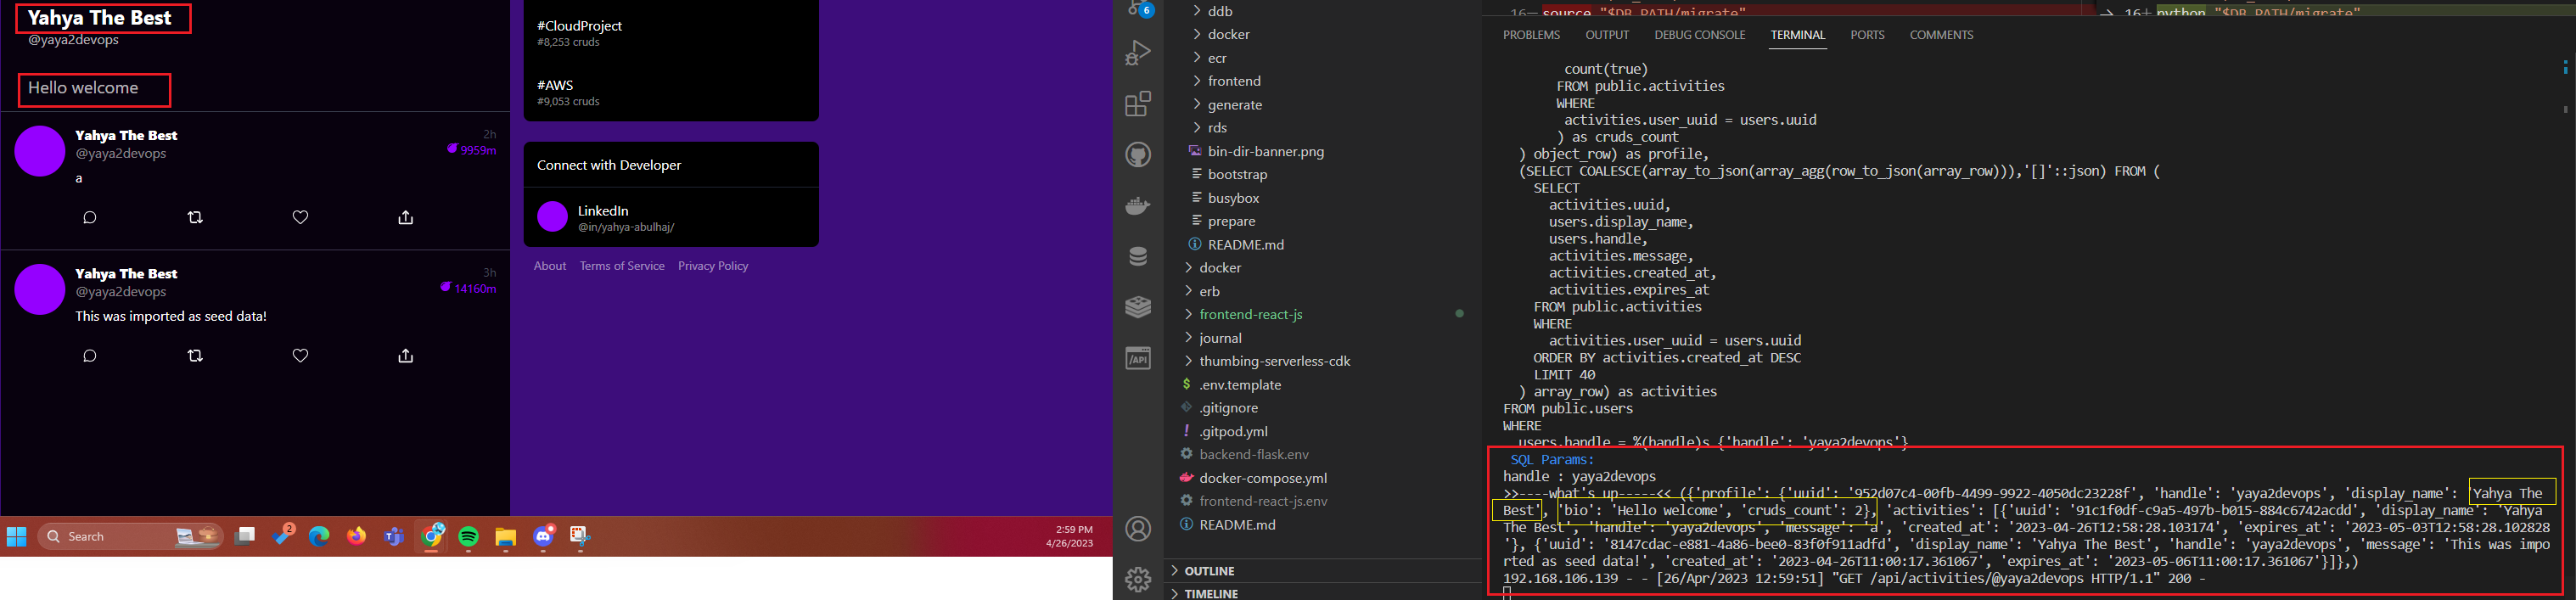 Yahya The Best
@yaya2devops
Hello welcome
Yahya The Best
2h
@yaya2devops
9959m
a
Yahya The Best
3h
@yaya2devops
14160m
This was imported as seed data!
#CloudProject
#8,253 cruds
#AWS
#9,053 cruds
Connect with Developer
LinkedIn
@in/yahya-abulhaj/
About Terms of Service Privacy Policy
Search
2
2:59 PM
4/26/2023
6
/API
ddb
docker
ecr
frontend
generate
rds
bin-dir-banner.png
bootstrap
busybox
prepare
README.md
docker
erb
frontend-react-js
journal
thumbing-serverless-cdk
.env.template
.gitignore
.gitpod.yml
backend-flask.env
docker-compose.yml
frontend-react-js.env
README.md
OUTLINE
TIMELINE
16— source "$DB_PATH/migrate"
→ 16+ python "$DB_PATH/migrate"
PROBLEMS OUTPUT DEBUG CONSOLE TERMINAL PORTS COMMENTS
count(true)
FROM public.activities
WHERE
activities.user_uuid = users.uuid
) as cruds_count
) object_row) as profile,
(SELECT COALESCE(array_to_json(array_agg(row_to_json(array_row))),'[]'::json) FROM (
SELECT
activities.uuid,
users.display_name,
users.handle,
activities.message,
activities.created_at,
activities.expires_at
FROM public.activities
WHERE
activities.user_uuid = users.uuid
ORDER BY activities.created_at DESC
LIMIT 40
) array_row) as activities
FROM public.users
WHERE
users.handle = %(handle)s {'handle': 'yaya2devops'}
SQL Params:
handle : yaya2devops
>>----what's up-----<< ({'profile': {'uuid': '952d07c4-00fb-4499-9922-4050dc23228f', 'handle': 'yaya2devops', 'display_name': 'Yahya The
Best', 'bio': 'Hello welcome', 'cruds_count': 2}, 'activities': [{'uuid': '91c1f0df-c9a5-497b-b015-884c6742acdd', 'display_name': 'Yahya
The Best', 'handle': 'yaya2devops', 'message': 'a', 'created_at': '2023-04-26T12:58:28.103174', 'expires_at': '2023-05-03T12:58:28.102828
'}, {'uuid': '8147cdac-e881-4a86-bee0-83f0f911adfd', 'display_name': 'Yahya The Best', 'handle': 'yaya2devops', 'message': 'This was impo
rted as seed data!', 'created_at': '2023-04-26T11:00:17.361067', 'expires_at': '2023-05-06T11:00:17.361067'}]},)
192.168.106.139 - - [26/Apr/2023 12:59:51] "GET /api/activities/@yaya2devops HTTP/1.1" 200 -